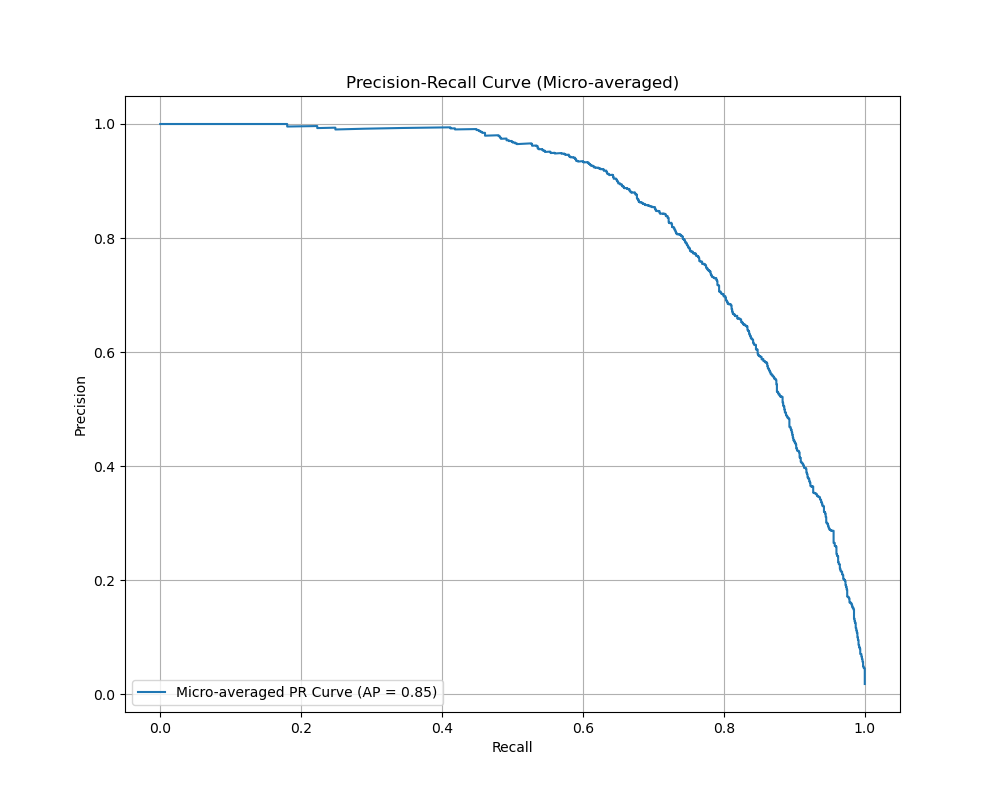 Precision-Recall Curve (Micro-averaged)
1.0
0.8
0.6
0.4
0.2
0.0
Precision
Micro-averaged PR Curve (AP = 0.85)
0.0 0.2 0.4 0.6 0.8 1.0
Recall